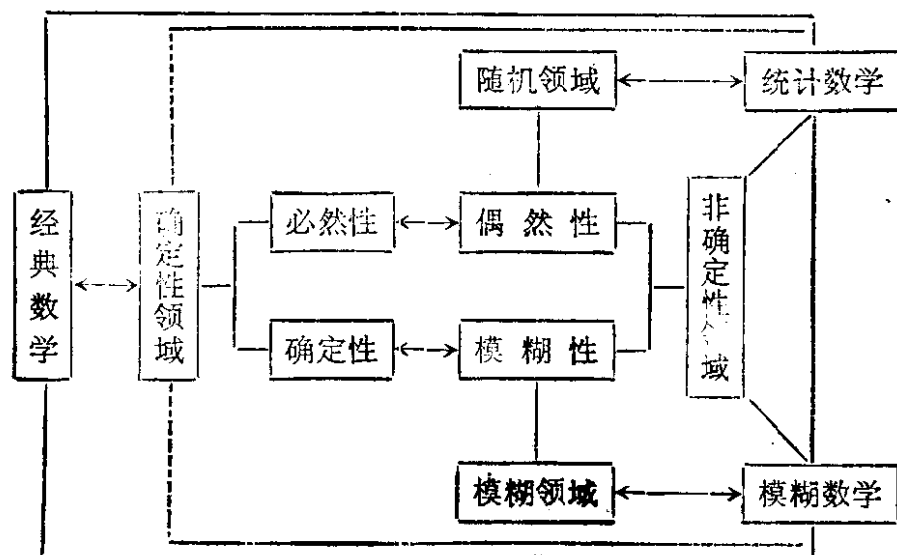 随机领域
统计数学
经典数学
确定性领域
必然性
偶然性
非确定性领域
确定性
模糊性
模糊领域
模糊数学